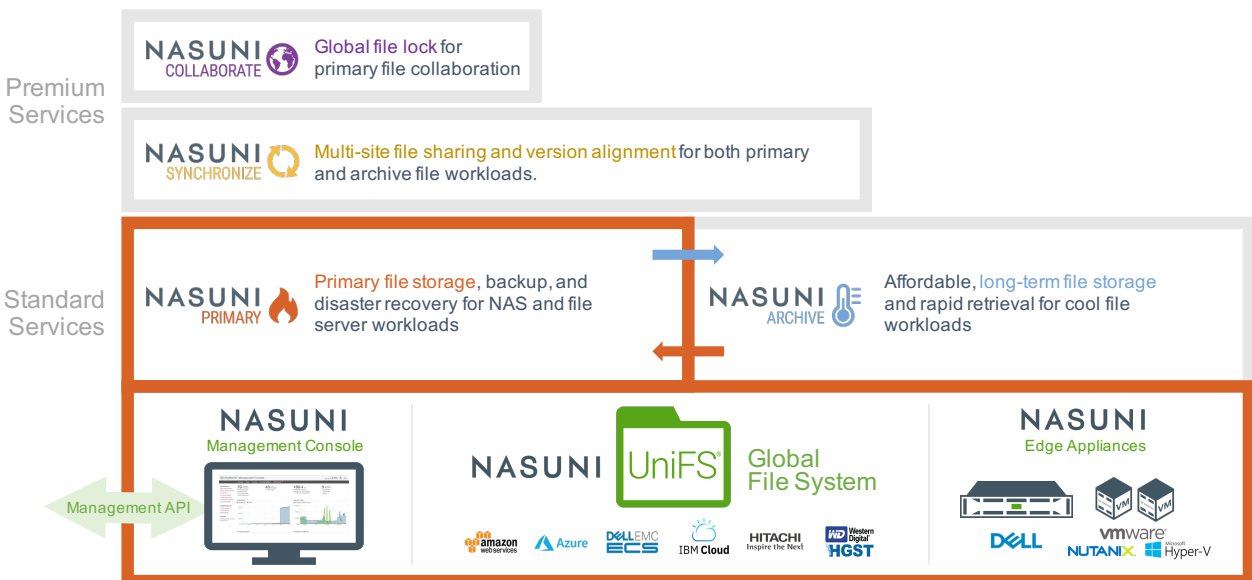 Premium
Services
NASUNI
COLLABORATE
Global file lock for
primary file collaboration
NASUNI
SYNCHRONIZE
Multi-site file sharing and version alignment for both primary
and archive file workloads.
Standard
Services
NASUNI
PRIMARY
Primary file storage, backup, and
disaster recovery for NAS and file
server workloads
NASUNI
ARCHIVE
Affordable, long-term file storage
and rapid retrieval for cool file
workloads
Management API
NASUNI
Management Console
NASUNI
UniFS®
Global
File System
amazon
web services
Azure
DELLEMC
ECS
IBM Cloud
HITACHI
Inspire the Next
WD Western
Digital®
HGST
NASUNI
Edge Appliances
VM
VM
DELL
vmware®
NUTANIX
Microsoft
Hyper-V